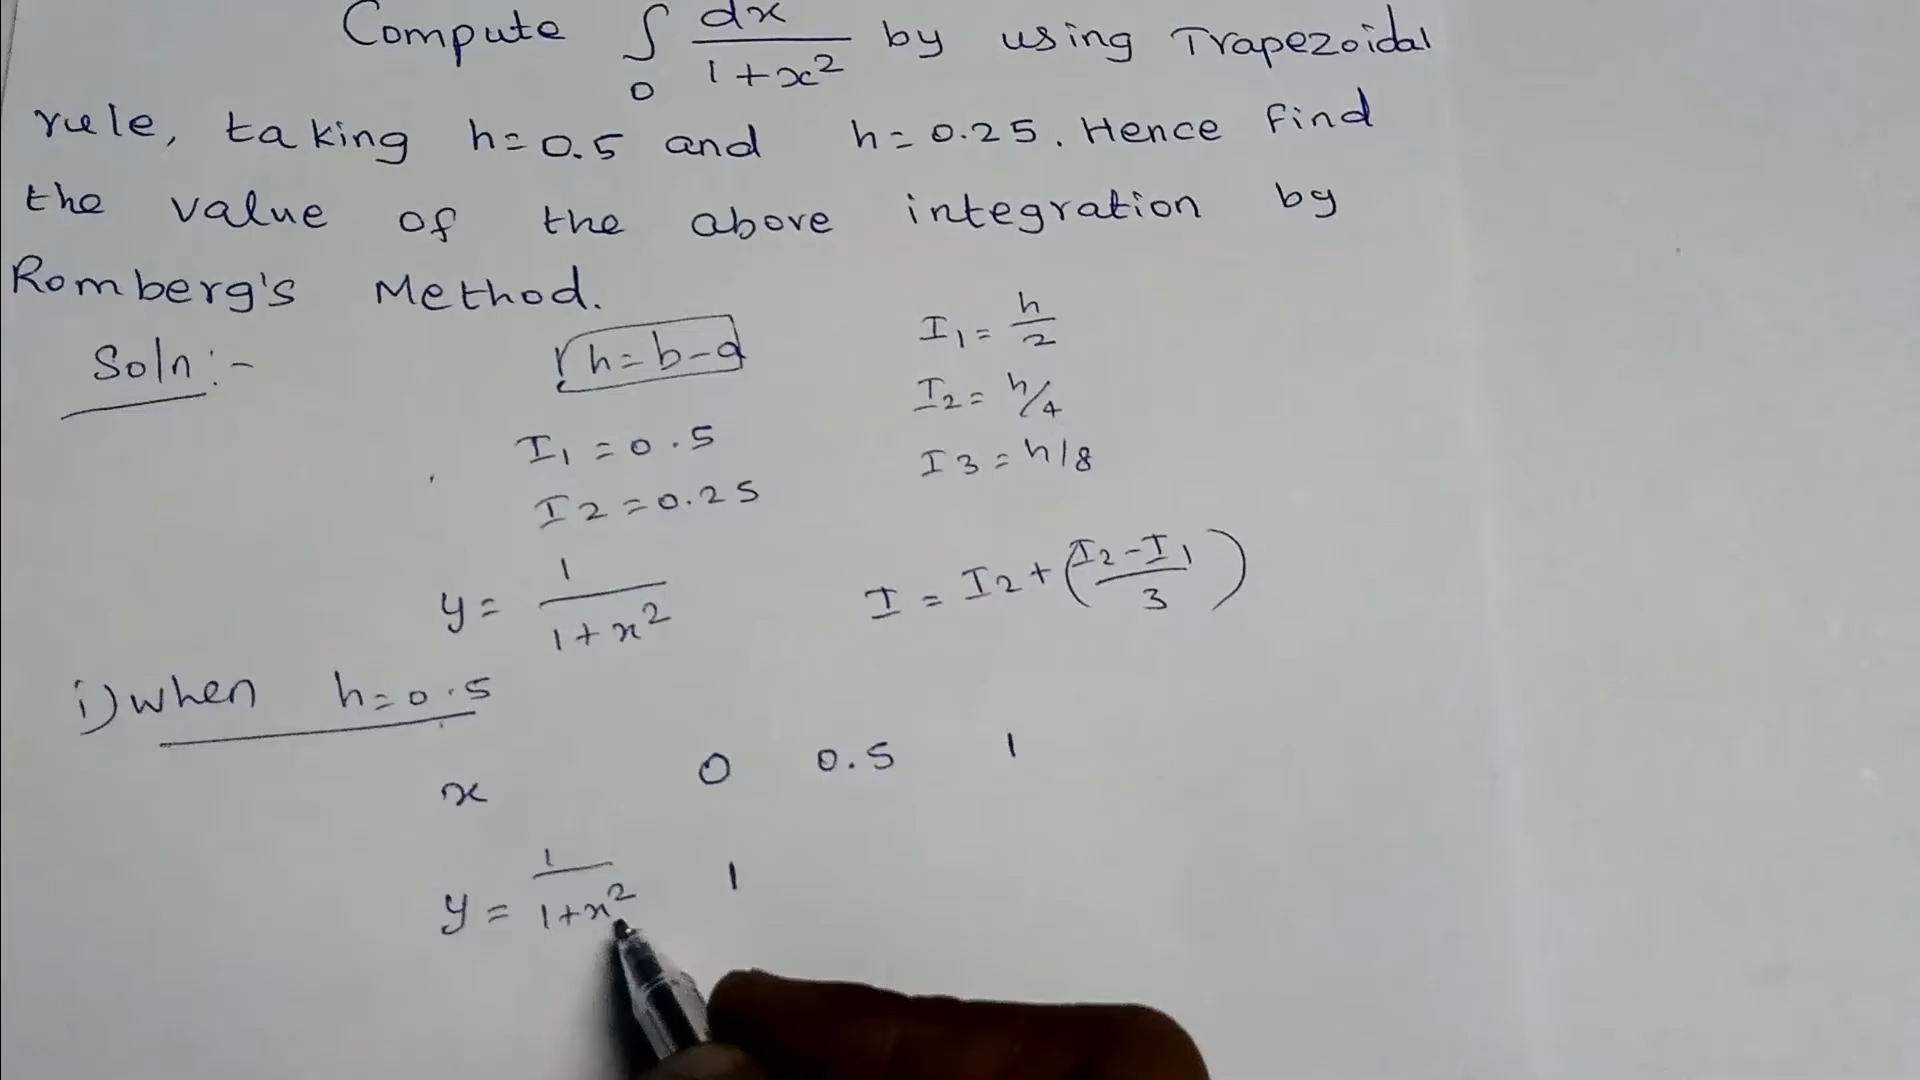 Compute ∫₀ dx/1+x² by using Trapezoidal
rule, taking h=0.5 and h=0.25. Hence find
the value of the above integration by
Romberg's Method.
Soln:-
h=b-a
I₁ = h/2
I₂ = h/4
I₁ = 0.5
I3 = h/8
I2 = 0.25
y = 1/1+x²
I = I₂ + (I₂-I₁/3)
i) when h=0.5
x 0 0.5 1
y = 1/1+x² 1